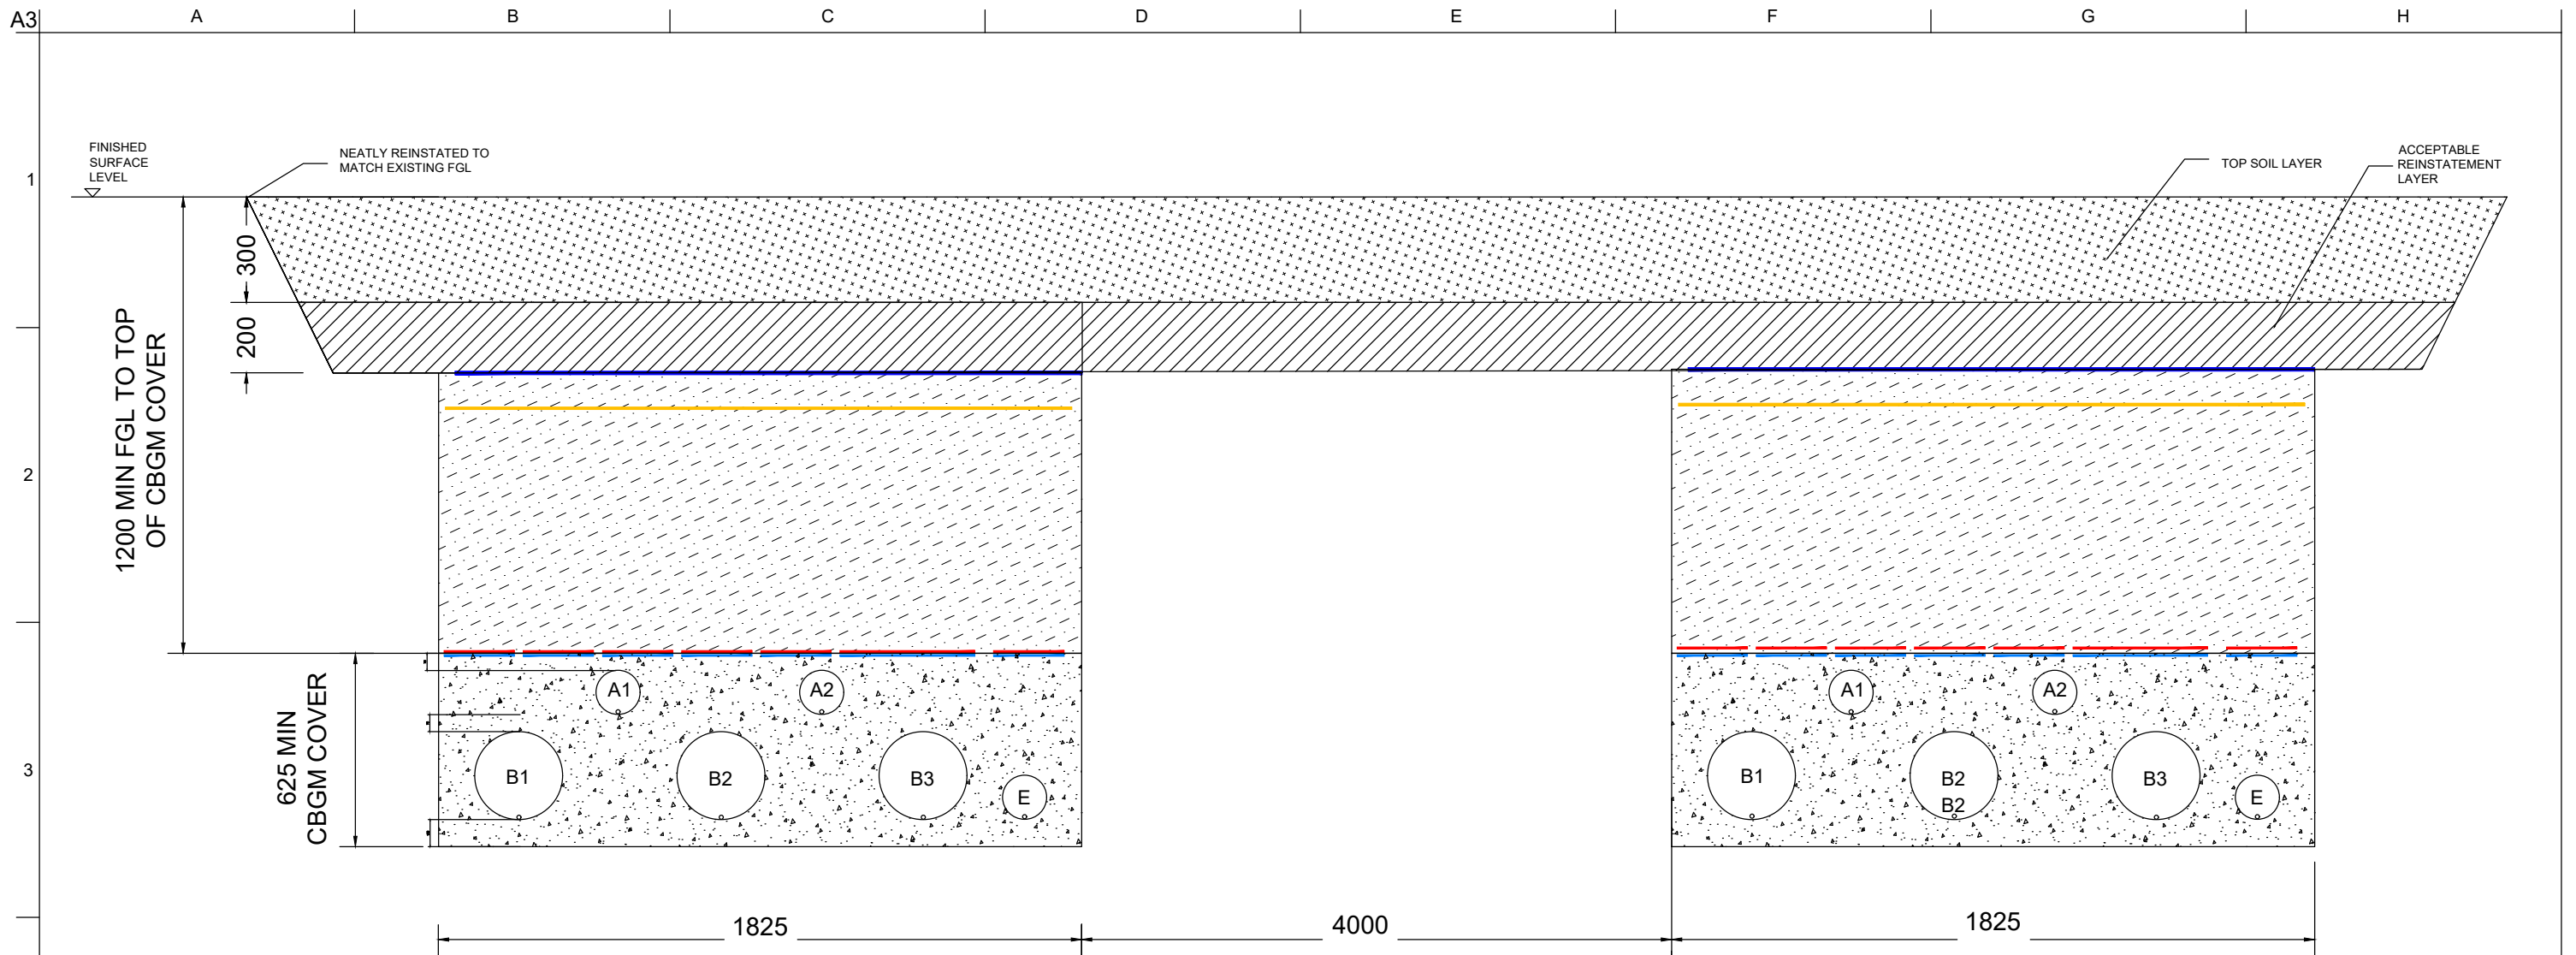 A3
A
B
C
D
E
F
G
H
1
2
3
FINISHED
SURFACE
LEVEL
NEATLY REINSTATED TO
MATCH EXISTING FGL
TOP SOIL LAYER
ACCEPTABLE
REINSTATEMENT
LAYER
300
200
1200 MIN FGL TO TOP
OF CBGM COVER
625 MIN
CBGM COVER
A1
A2
B1
B2
B3
E
A1
A2
B1
B2
B2
B3
E
1825
4000
1825